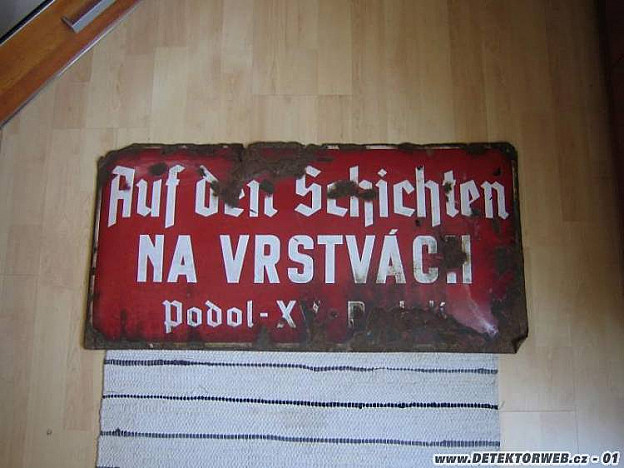 Auf den Schichten
NA VRSTVÁCH
Podol-X
© WWW.DETEKTORWEB.cz - 01